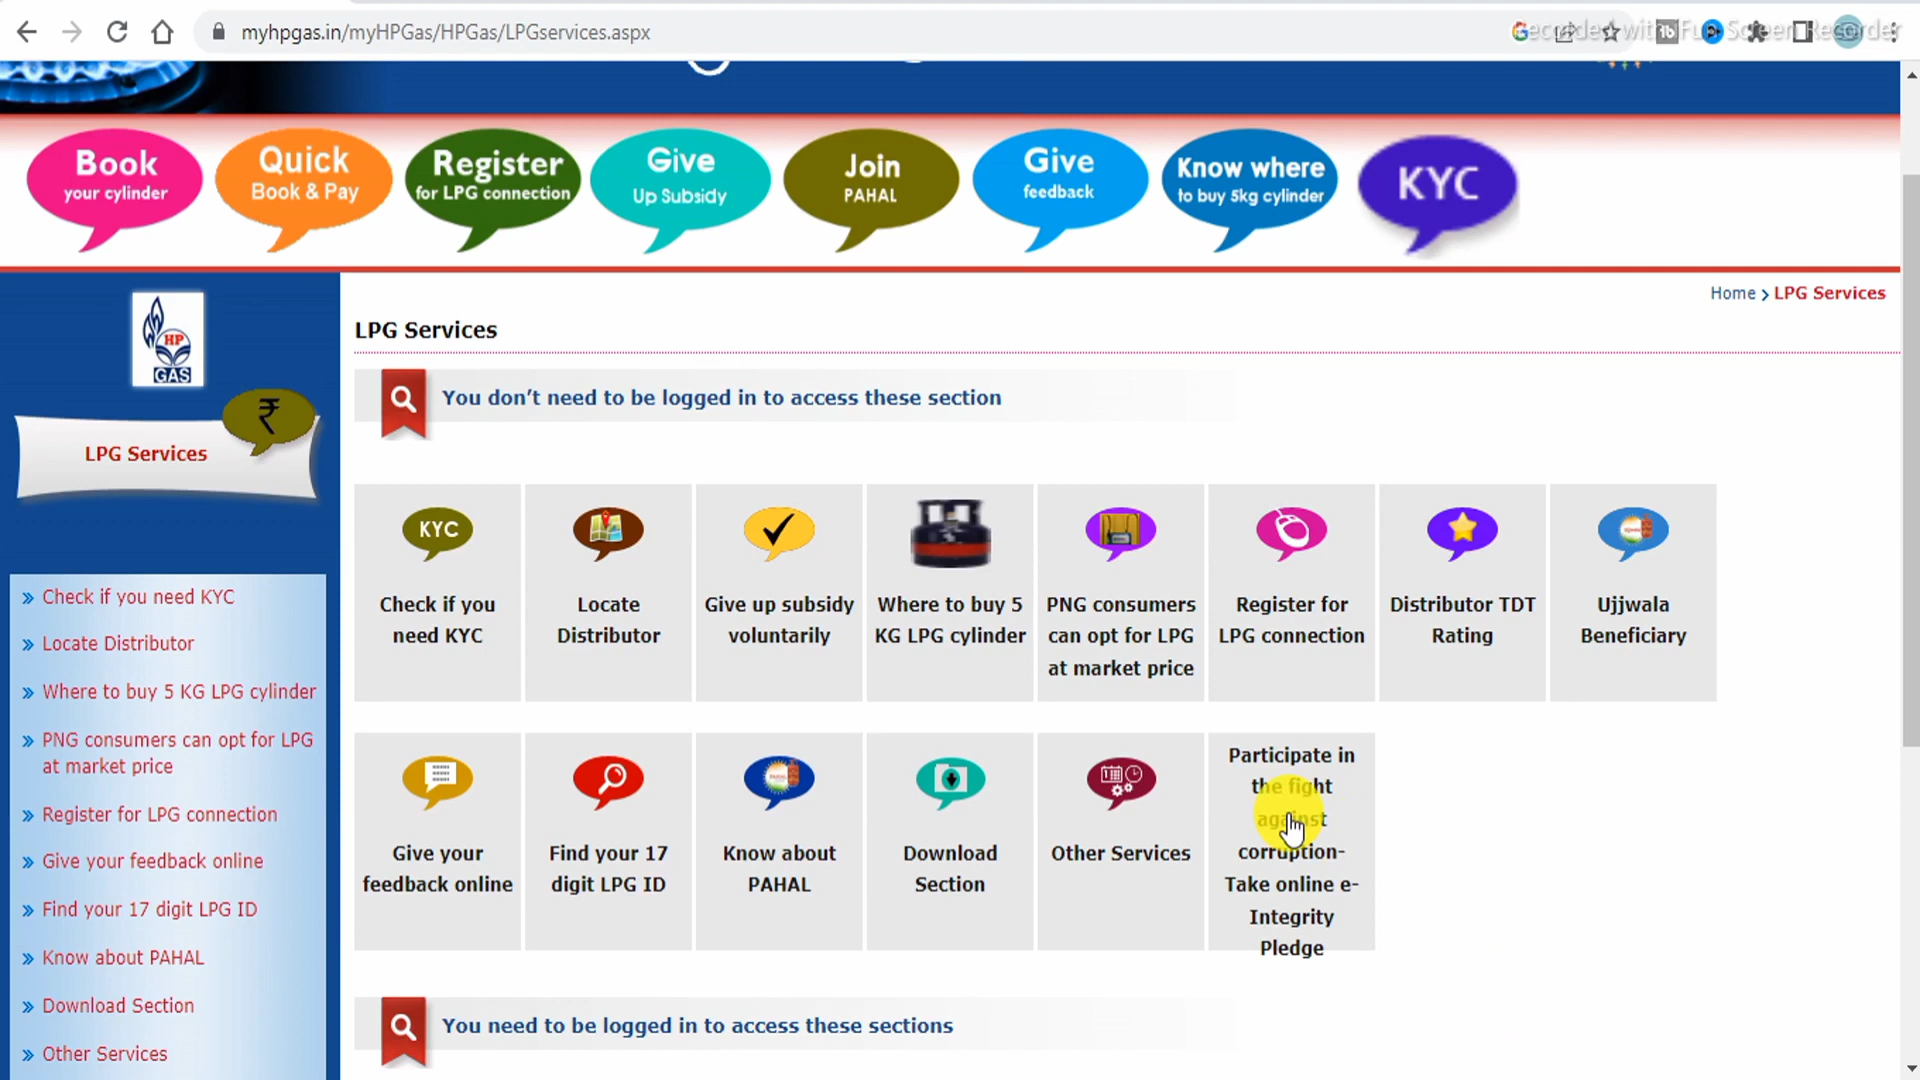 myhpgas.in/myHPGas/HPGas/LPGservices.aspx
Recorded with Fun Screen Recorder
Book
your cylinder
Quick
Book & Pay
Register
for LPG connection
Give
Up Subsidy
Join
PAHAL
Give
feedback
Know where
to buy 5kg cylinder
KYC
Home > LPG Services
HP
GAS
₹
LPG Services
» Check if you need KYC
» Locate Distributor
» Where to buy 5 KG LPG cylinder
» PNG consumers can opt for LPG
at market price
» Register for LPG connection
» Give your feedback online
» Find your 17 digit LPG ID
» Know about PAHAL
» Download Section
» Other Services
LPG Services
You don’t need to be logged in to access these section
KYC
Check if you
need KYC
Locate
Distributor
Give up subsidy
voluntarily
Where to buy 5
KG LPG cylinder
PNG consumers
can opt for LPG
at market price
Register for
LPG connection
Distributor TDT
Rating
Ujjwala
Beneficiary
Give your
feedback online
Find your 17
digit LPG ID
Know about
PAHAL
Download
Section
Other Services
Participate in
the fight
against
corruption-
Take online e-
Integrity
Pledge
You need to be logged in to access these sections